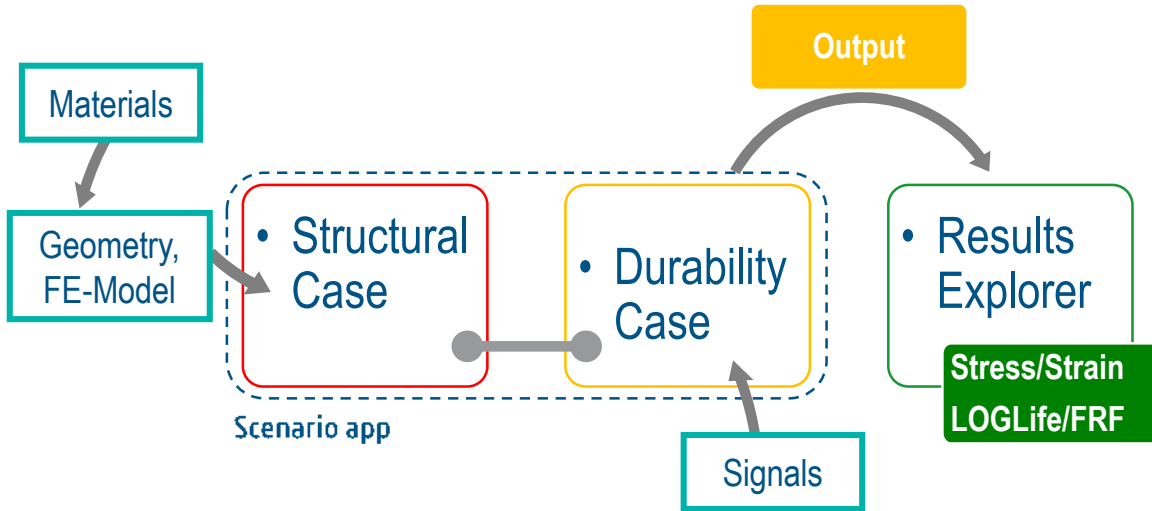 Output
Materials
Geometry,
FE-Model
• Structural
Case
• Durability
Case
• Results
Explorer
Stress/Strain
LOGLife/FRF
Scenario app
Signals